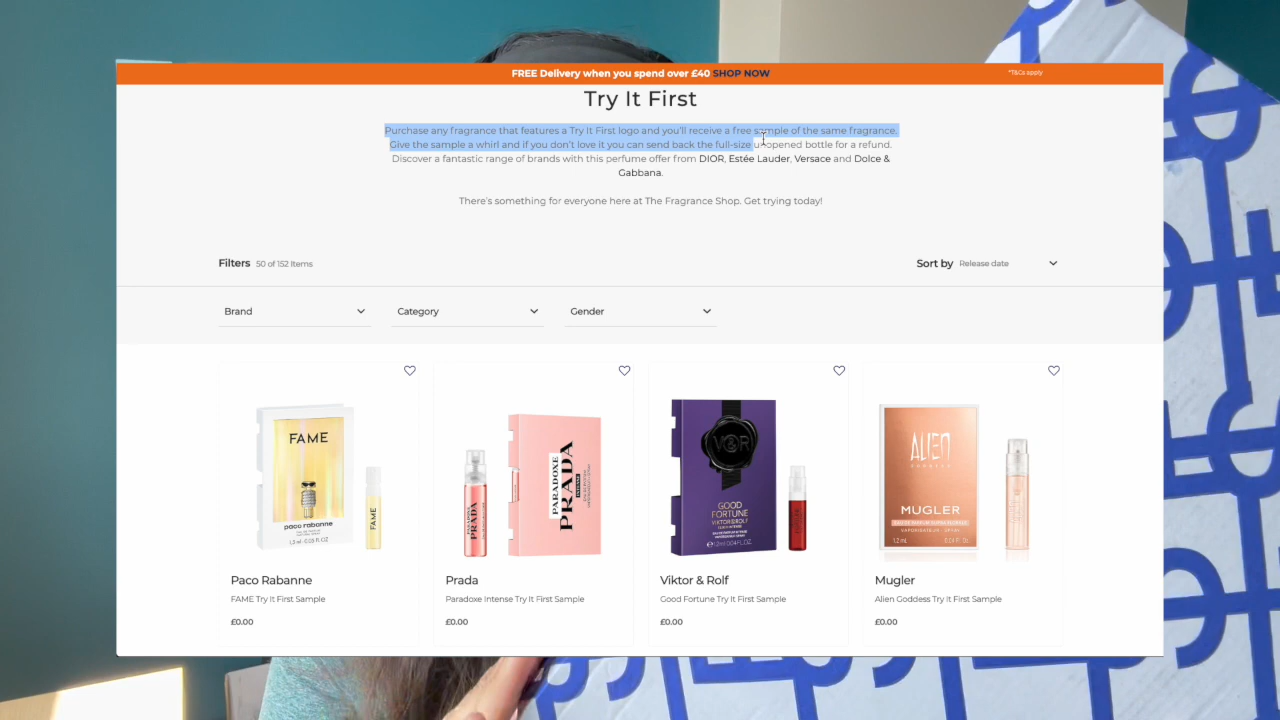 FREE Delivery when you spend over £40 SHOP NOW
*T&Cs apply
Try It First
Purchase any fragrance that features a Try It First logo and you'll receive a free sample of the same fragrance.
Give the sample a whirl and if you don't love it you can send back the full-size unopened bottle for a refund.
Discover a fantastic range of brands with this perfume offer from DIOR, Estée Lauder, Versace and Dolce &
Gabbana.
There's something for everyone here at The Fragrance Shop. Get trying today!
Filters 50 of 152 Items
Sort by Release date
Brand
Category
Gender
FAME
paco rabanne
FAME
PRADA
PARADOXE
PRADA
V&R
GOOD
FORTUNE
VIKTOR&ROLF
ALIEN
GODDESS
MUGLER
Paco Rabanne
FAME Try It First Sample
£0.00
Prada
Paradoxe Intense Try It First Sample
£0.00
Viktor & Rolf
Good Fortune Try It First Sample
£0.00
Mugler
Alien Goddess Try It First Sample
£0.00